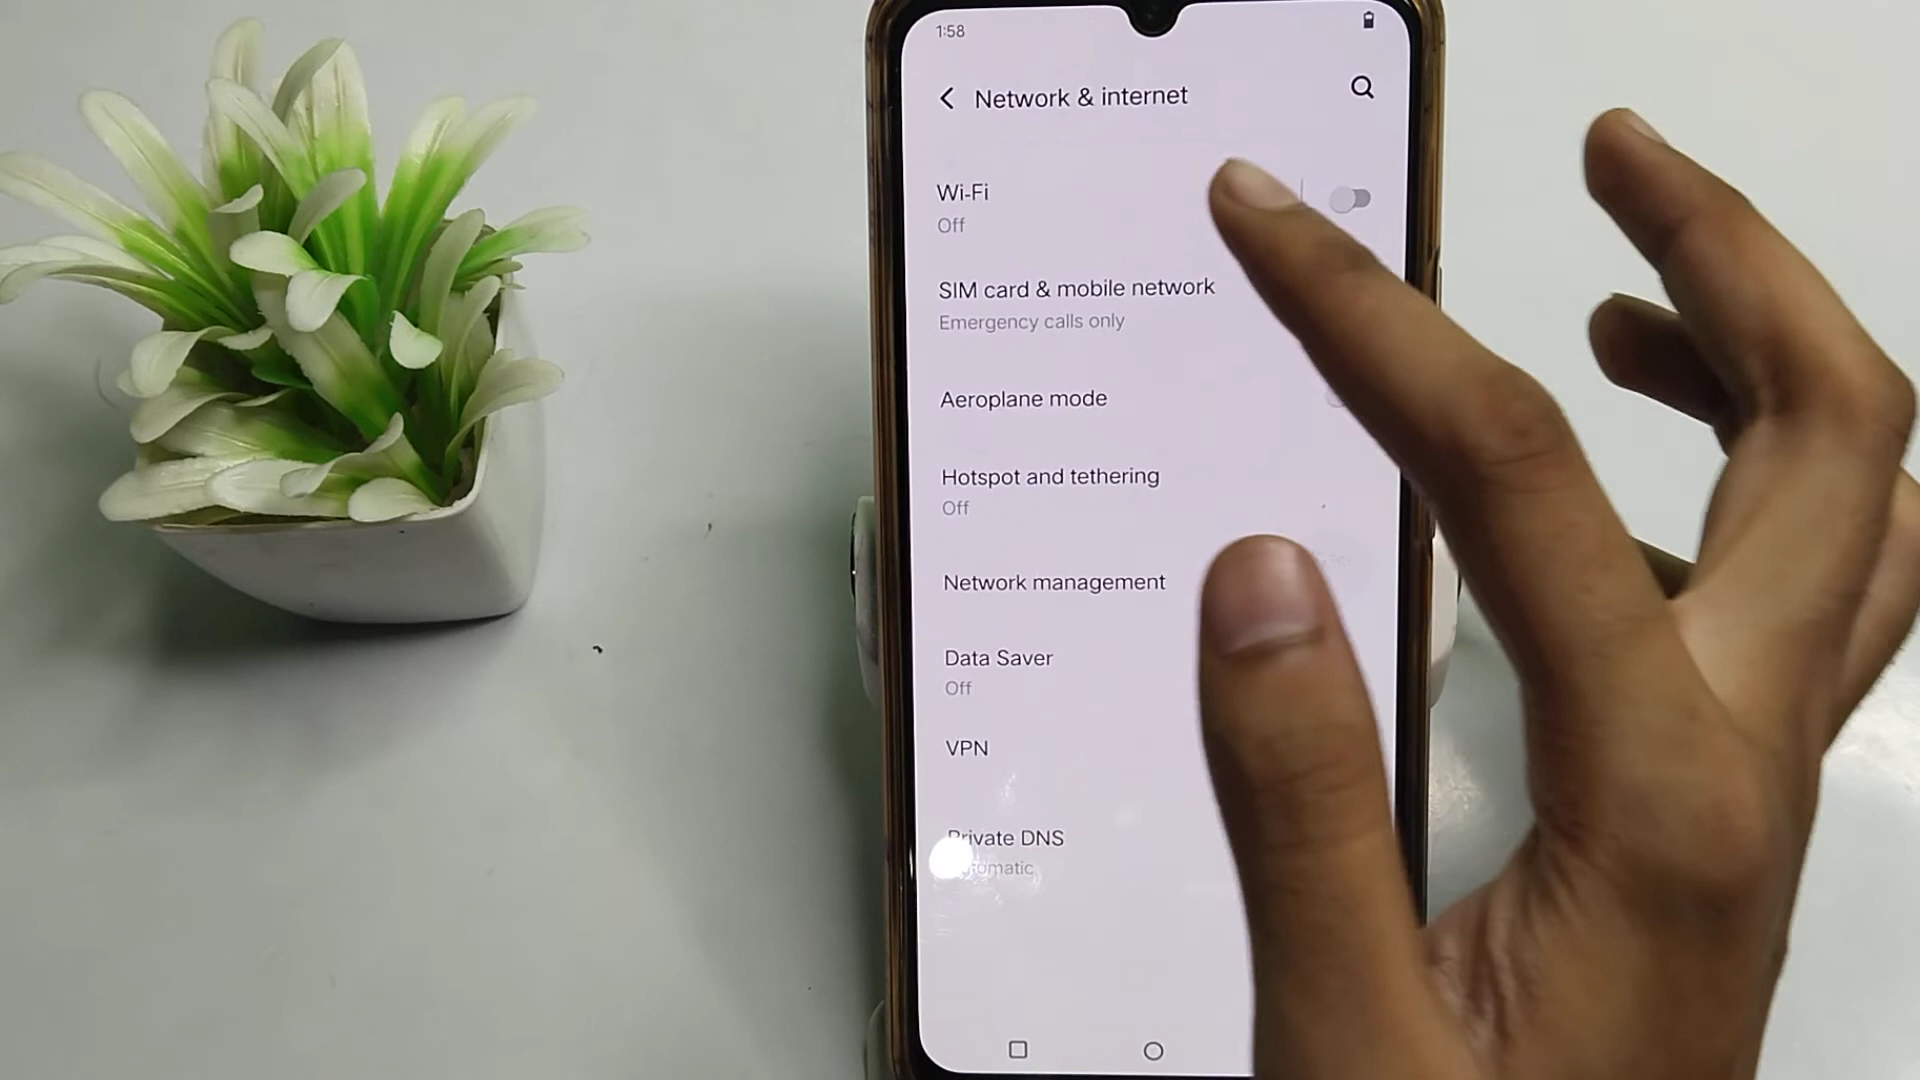 1:58
Network & internet
Wi-Fi
Off
SIM card & mobile network
Emergency calls only
Aeroplane mode
Hotspot and tethering
Off
Network management
Data Saver
Off
VPN
Private DNS